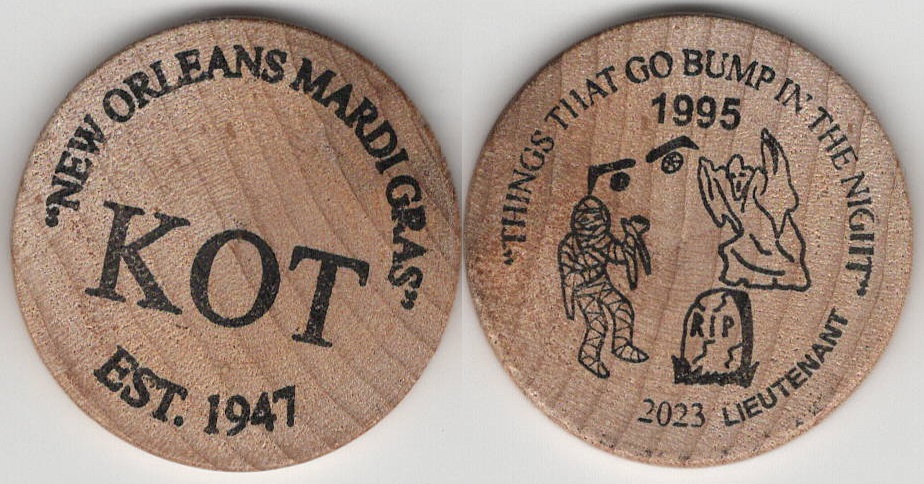 "NEW ORLEANS MARDI GRAS"
KOT
EST. 1947
"THINGS THAT GO BUMP IN THE NIGHT"
1995
RIP
2023 LIEUTENANT